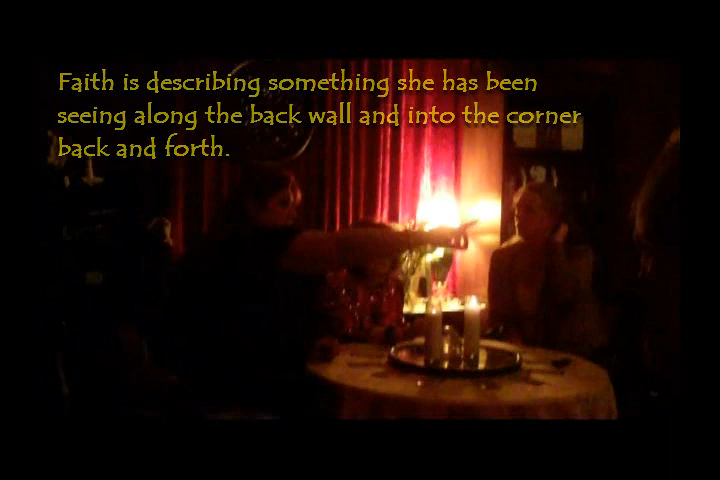 Faith is describing something she has been
seeing along the back wall and into the corner
back and forth.